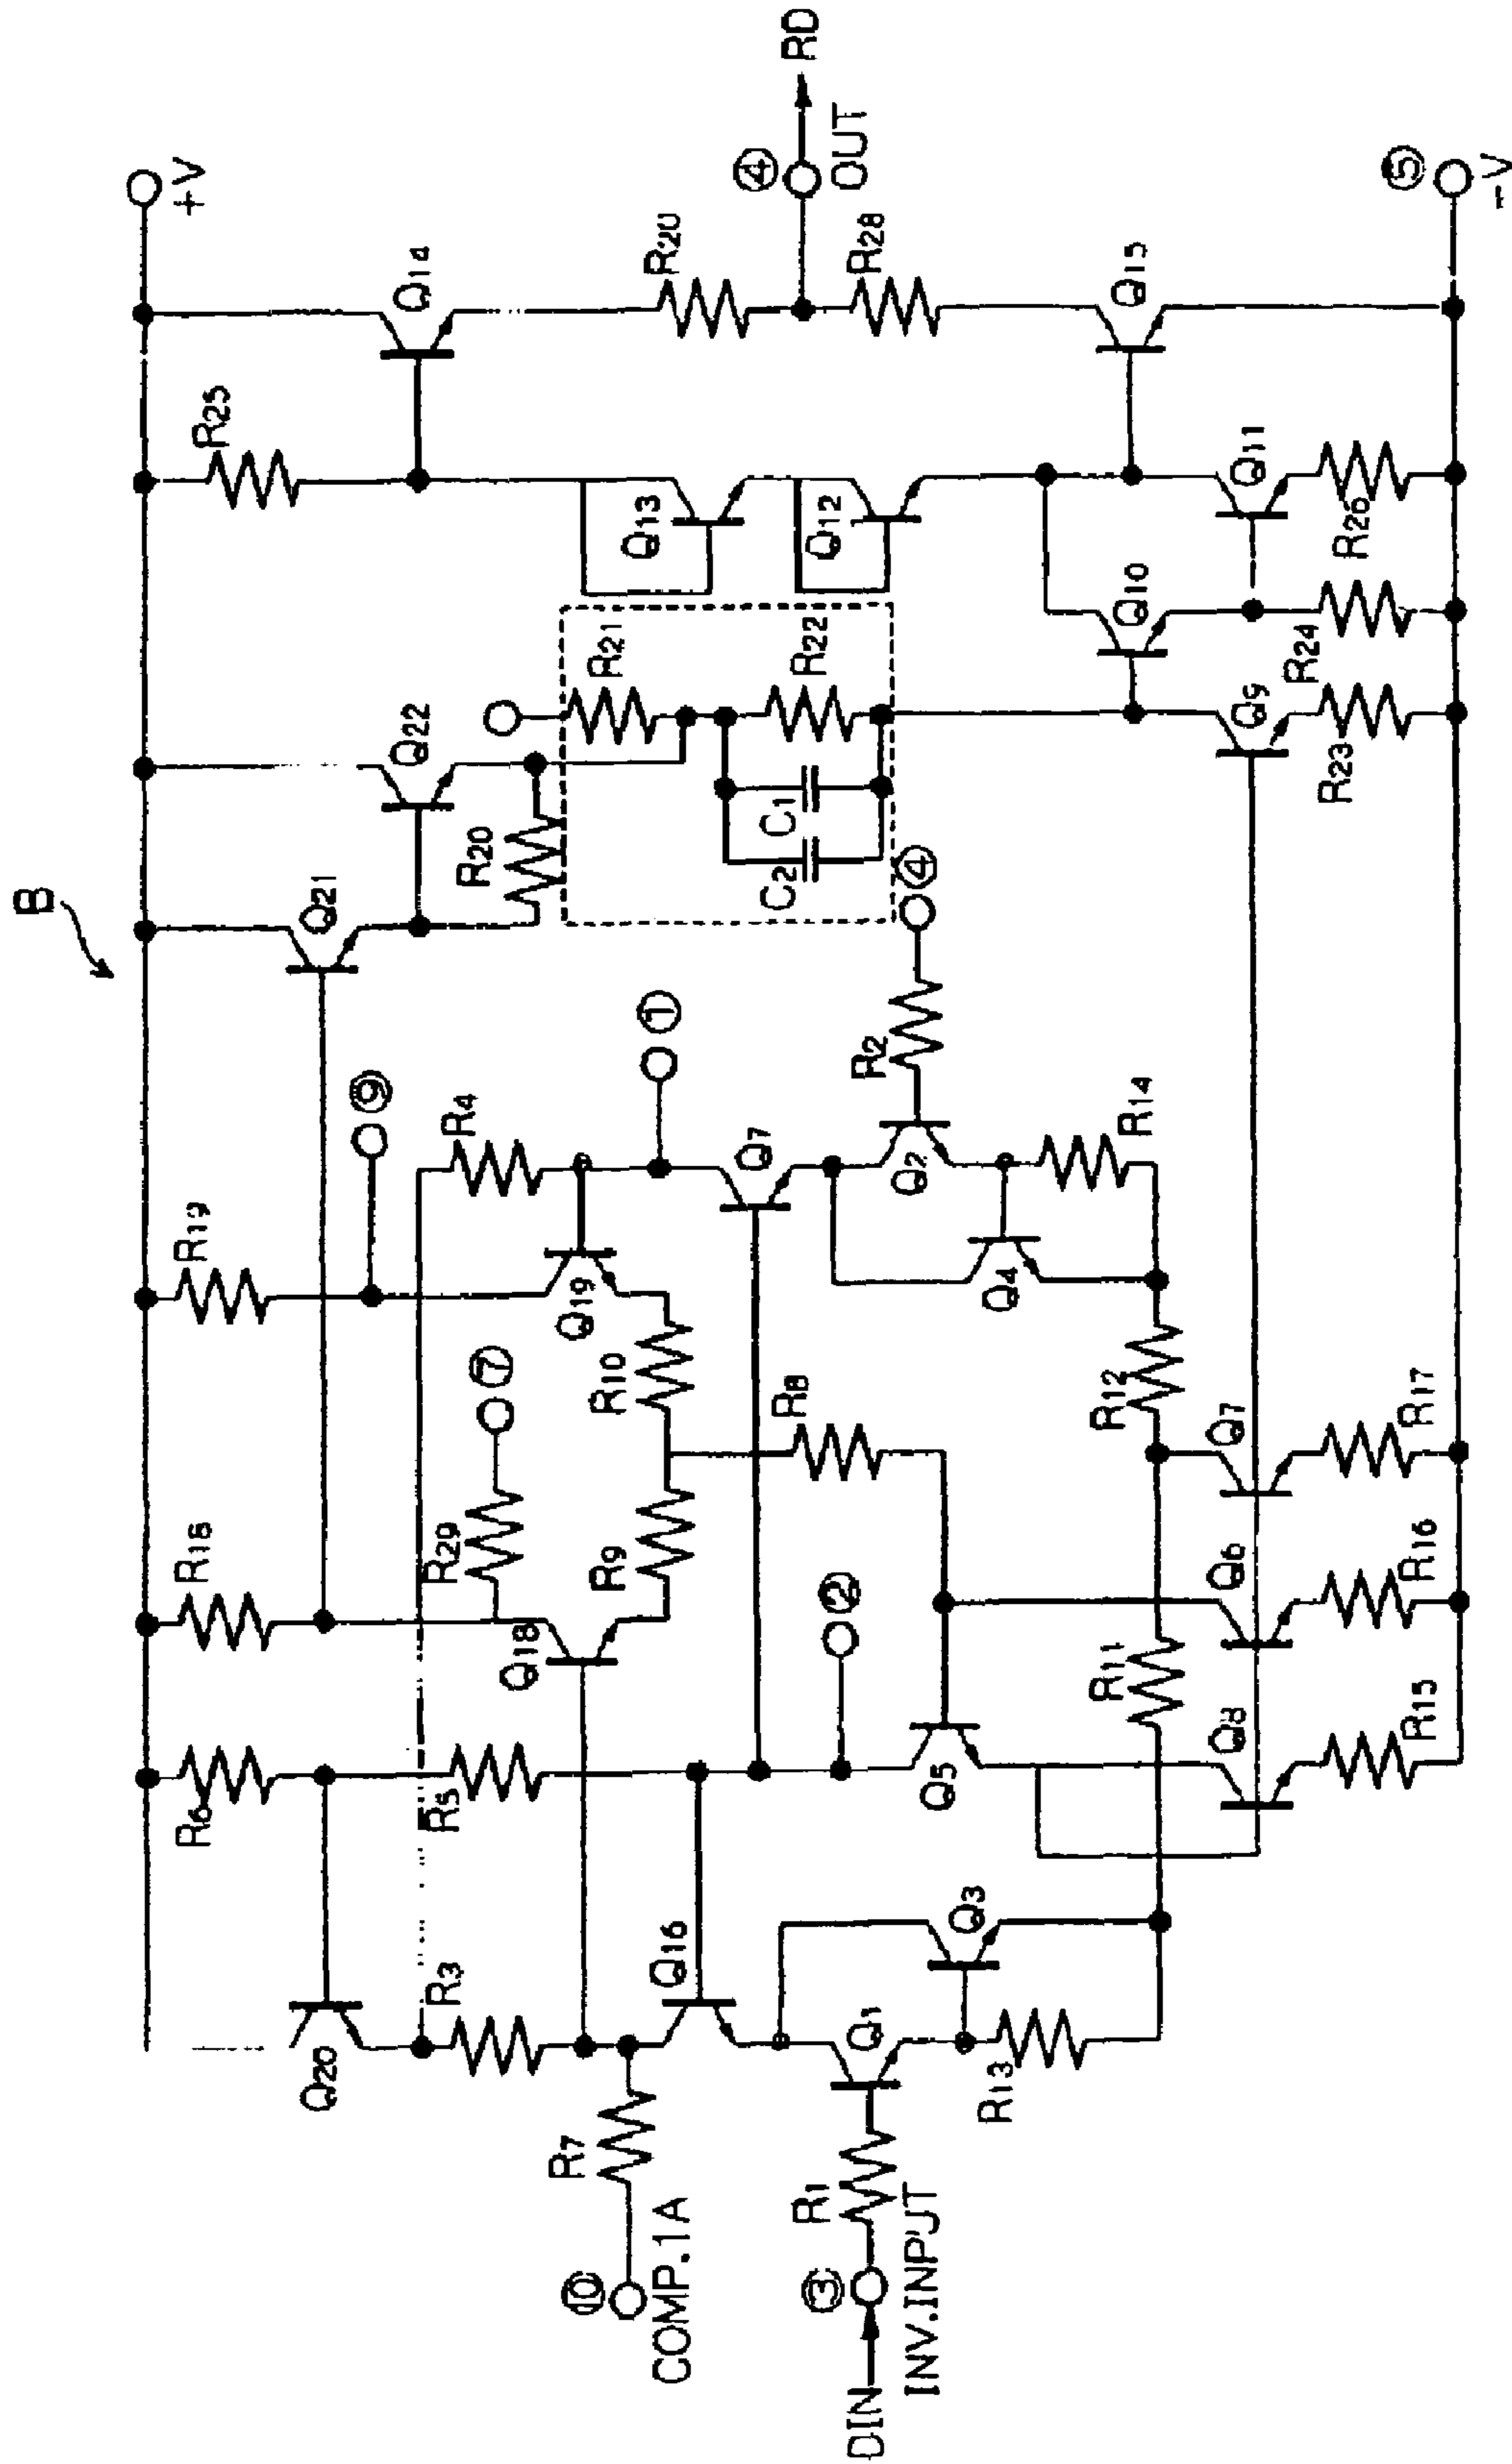 B
+V
R6
R18
R19
R25
Q20
Q21
⑨
Q22
Q14
R3
R5
R29
⑦
R4
R20
Q18
Q19
R7
⑩
COMP.1A
R9
R10
R21
Q13
R20
Q16
①
Q7
R8
C2
C1
R22
Q12
④
RD
OUT
③
R1
②
DIN
INV.INPUT
Q1
R2
④
R28
Q5
Q2
Q3
R13
Q4
R11
R12
R14
Q10
Q15
Q8
Q6
Q7
Q9
Q11
R15
R16
R17
R23
R24
R26
⑤
-V